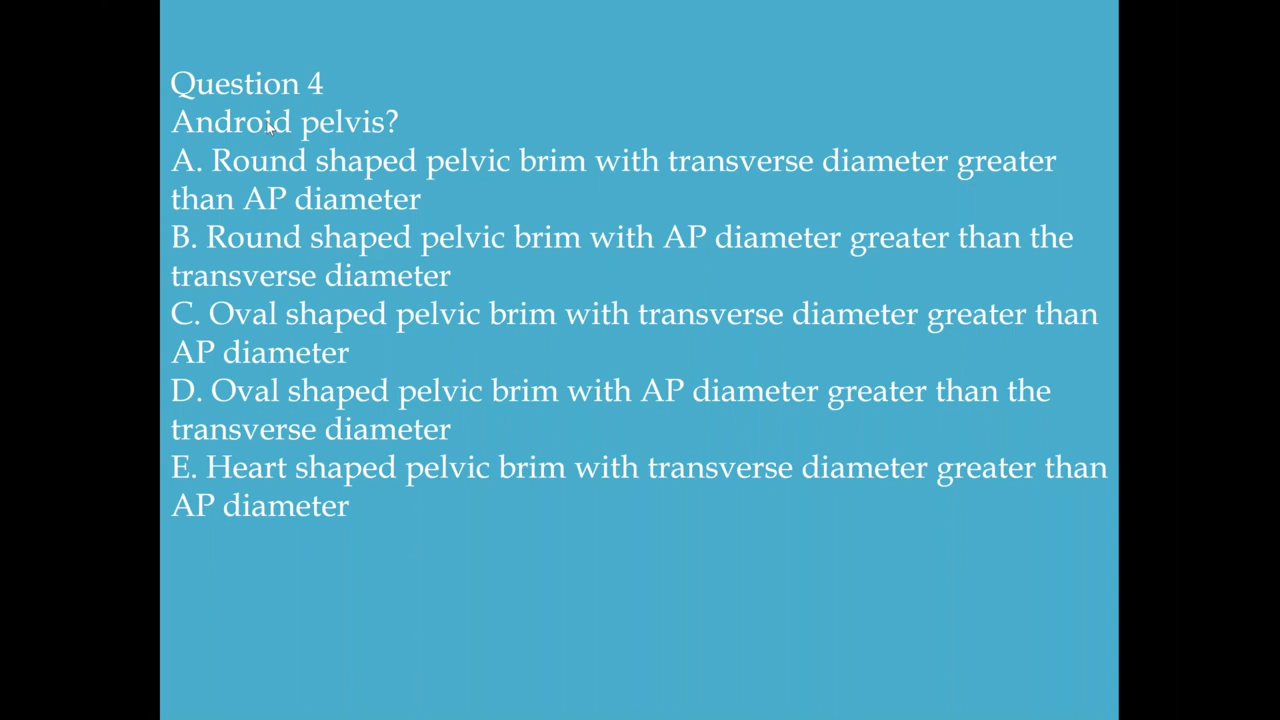 Question 4
Android pelvis?
A. Round shaped pelvic brim with transverse diameter greater
than AP diameter
B. Round shaped pelvic brim with AP diameter greater than the
transverse diameter
C. Oval shaped pelvic brim with transverse diameter greater than
AP diameter
D. Oval shaped pelvic brim with AP diameter greater than the
transverse diameter
E. Heart shaped pelvic brim with transverse diameter greater than
AP diameter